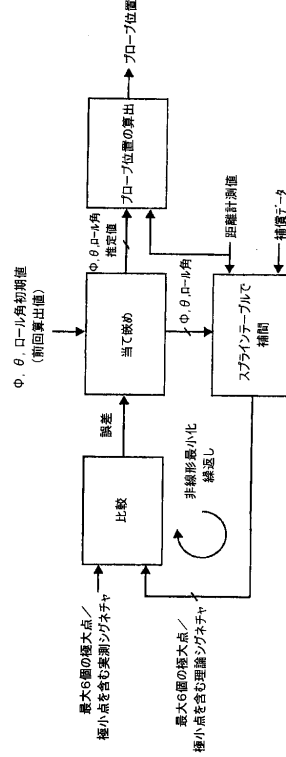 最大6個の極大点／
極小点を含む実測シグネチャ
最大6個の極大点／
極小点を含む理論シグネチャ
比較
誤差
非線形最小化
繰返し
Φ, θ, ロール角初期値
(前回算出値)
当て嵌め
Φ, θ, ロール角
推定値
Φ, θ, ロール角
スプラインテーブルで
補間
距離計測値
補償データ
プローブ位置の算出
プローブ位置